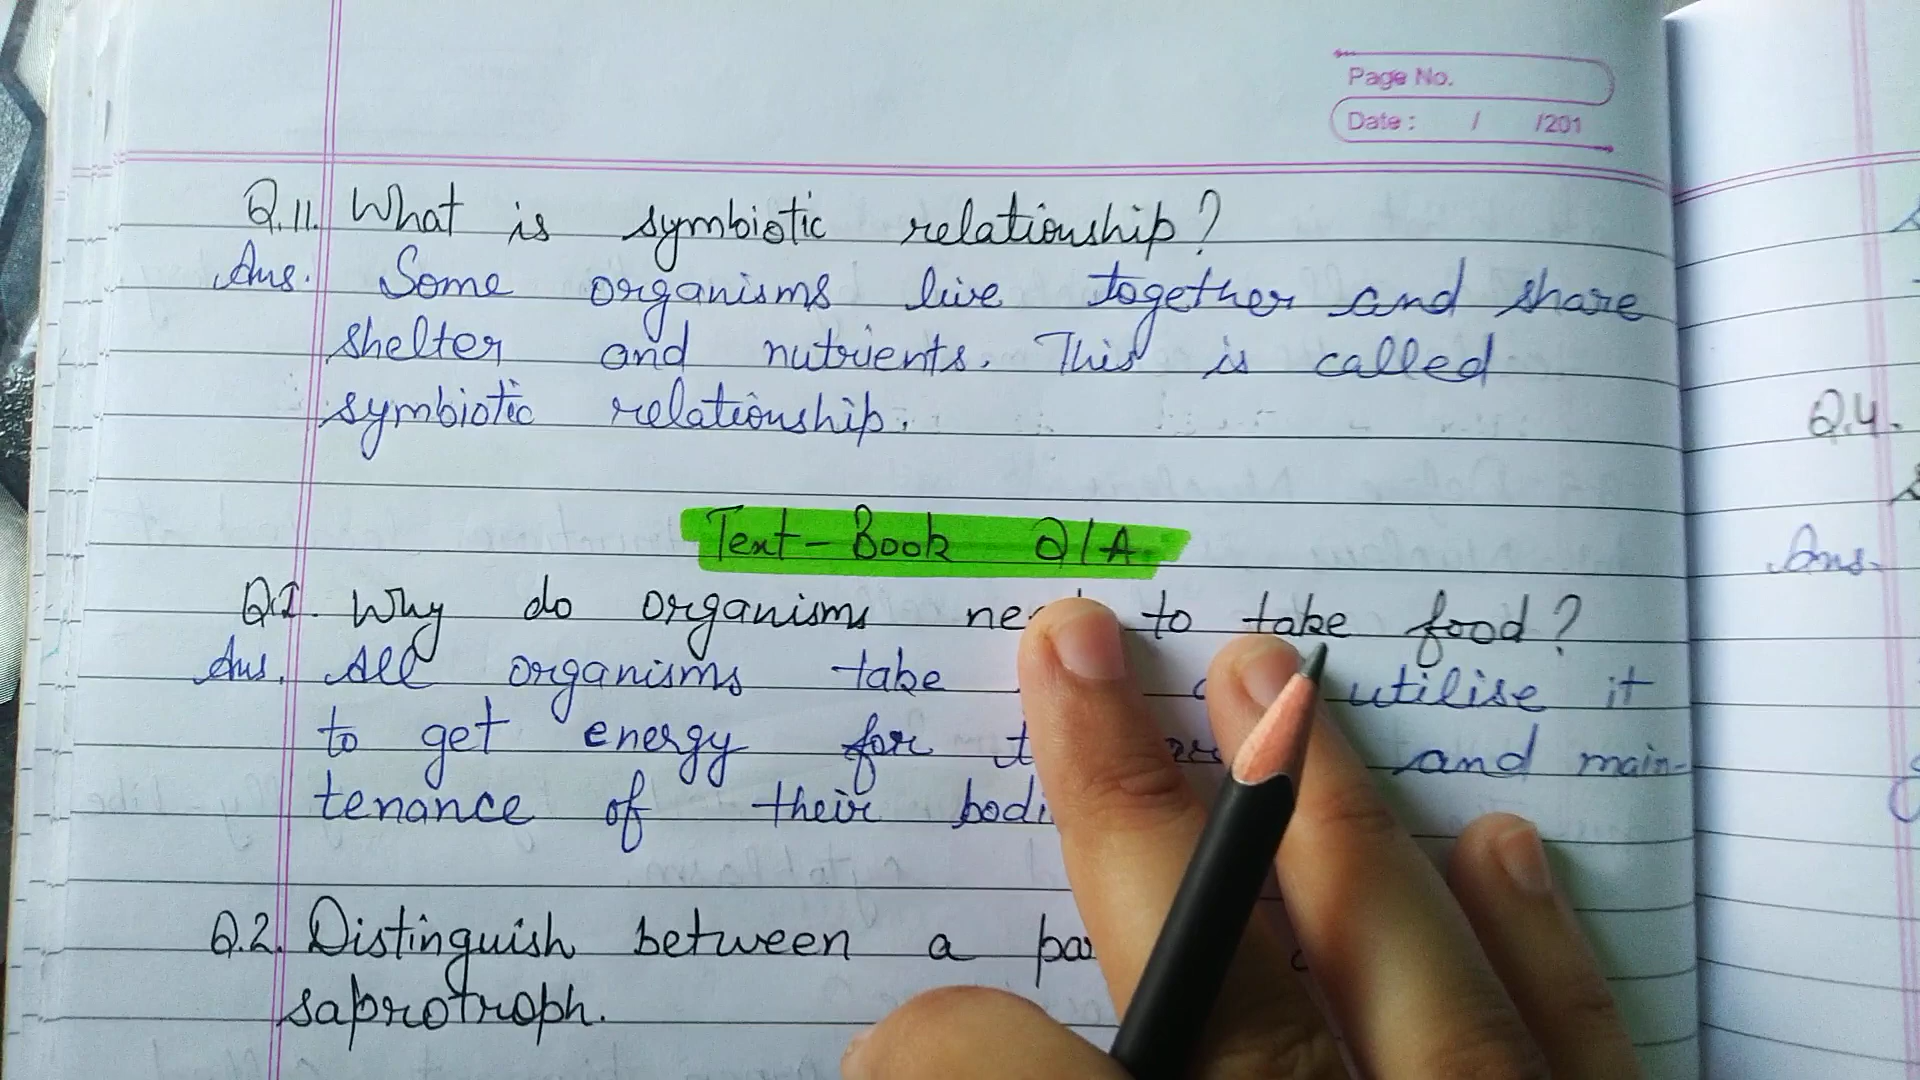 Page No.
Date : / /201
Q.11. What is symbiotic relationship?
Ans. Some organisms live together and share
shelter and nutrients. This is called
symbiotic relationship.
Text-Book Q/A.
Q.1. Why do organisms to take food?
Ans. All organisms take utilise it
to get energy for and main-
tenance of their
Q.2. Distinguish between a
saprotroph.
Q.4.
Ans.